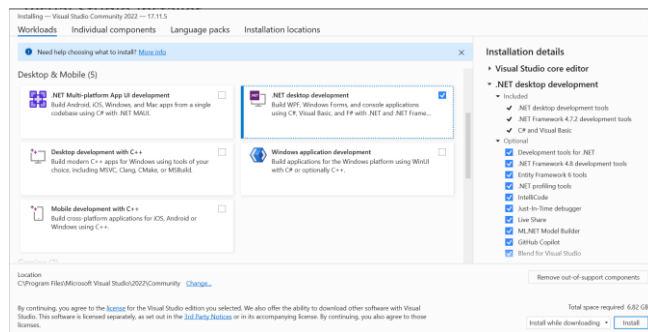 Installing — Visual Studio Community 2022 — 17.11.5
Workloads
Individual components
Language packs
Installation locations
Need help choosing what to install? More info
Desktop & Mobile (5)
.NET Multi-platform App UI development
Build Android, iOS, Windows, and Mac apps from a single
codebase using C# with .NET MAUI.
.NET desktop development
Build WPF, Windows Forms, and console applications
using C#, Visual Basic, and F# with .NET and .NET Frame...
Desktop development with C++
Build modern C++ apps for Windows using tools of your
choice, including MSVC, Clang, CMake, or MSBuild.
Windows application development
Build applications for the Windows platform using WinUI
with C# or optionally C++.
Mobile development with C++
Build cross-platform applications for iOS, Android or
Windows using C++.
Location
C:\Program Files\Microsoft Visual Studio\2022\Community Change...
By continuing, you agree to the license for the Visual Studio edition you selected. We also offer the ability to download other software with Visual
Studio. This software is licensed separately, as set out in the 3rd Party Notices or in its accompanying license. By continuing, you also agree to those
licenses.
Installation details
Visual Studio core editor
.NET desktop development
Included
.NET desktop development tools
.NET Framework 4.7.2 development tools
C# and Visual Basic
Optional
Development tools for .NET
.NET Framework 4.8 development tools
Entity Framework 6 tools
.NET profiling tools
IntelliCode
Just-In-Time debugger
Live Share
ML.NET Model Builder
GitHub Copilot
Blend for Visual Studio
Remove out-of-support components
Total space required 6,82 GB
Install while downloading
Install